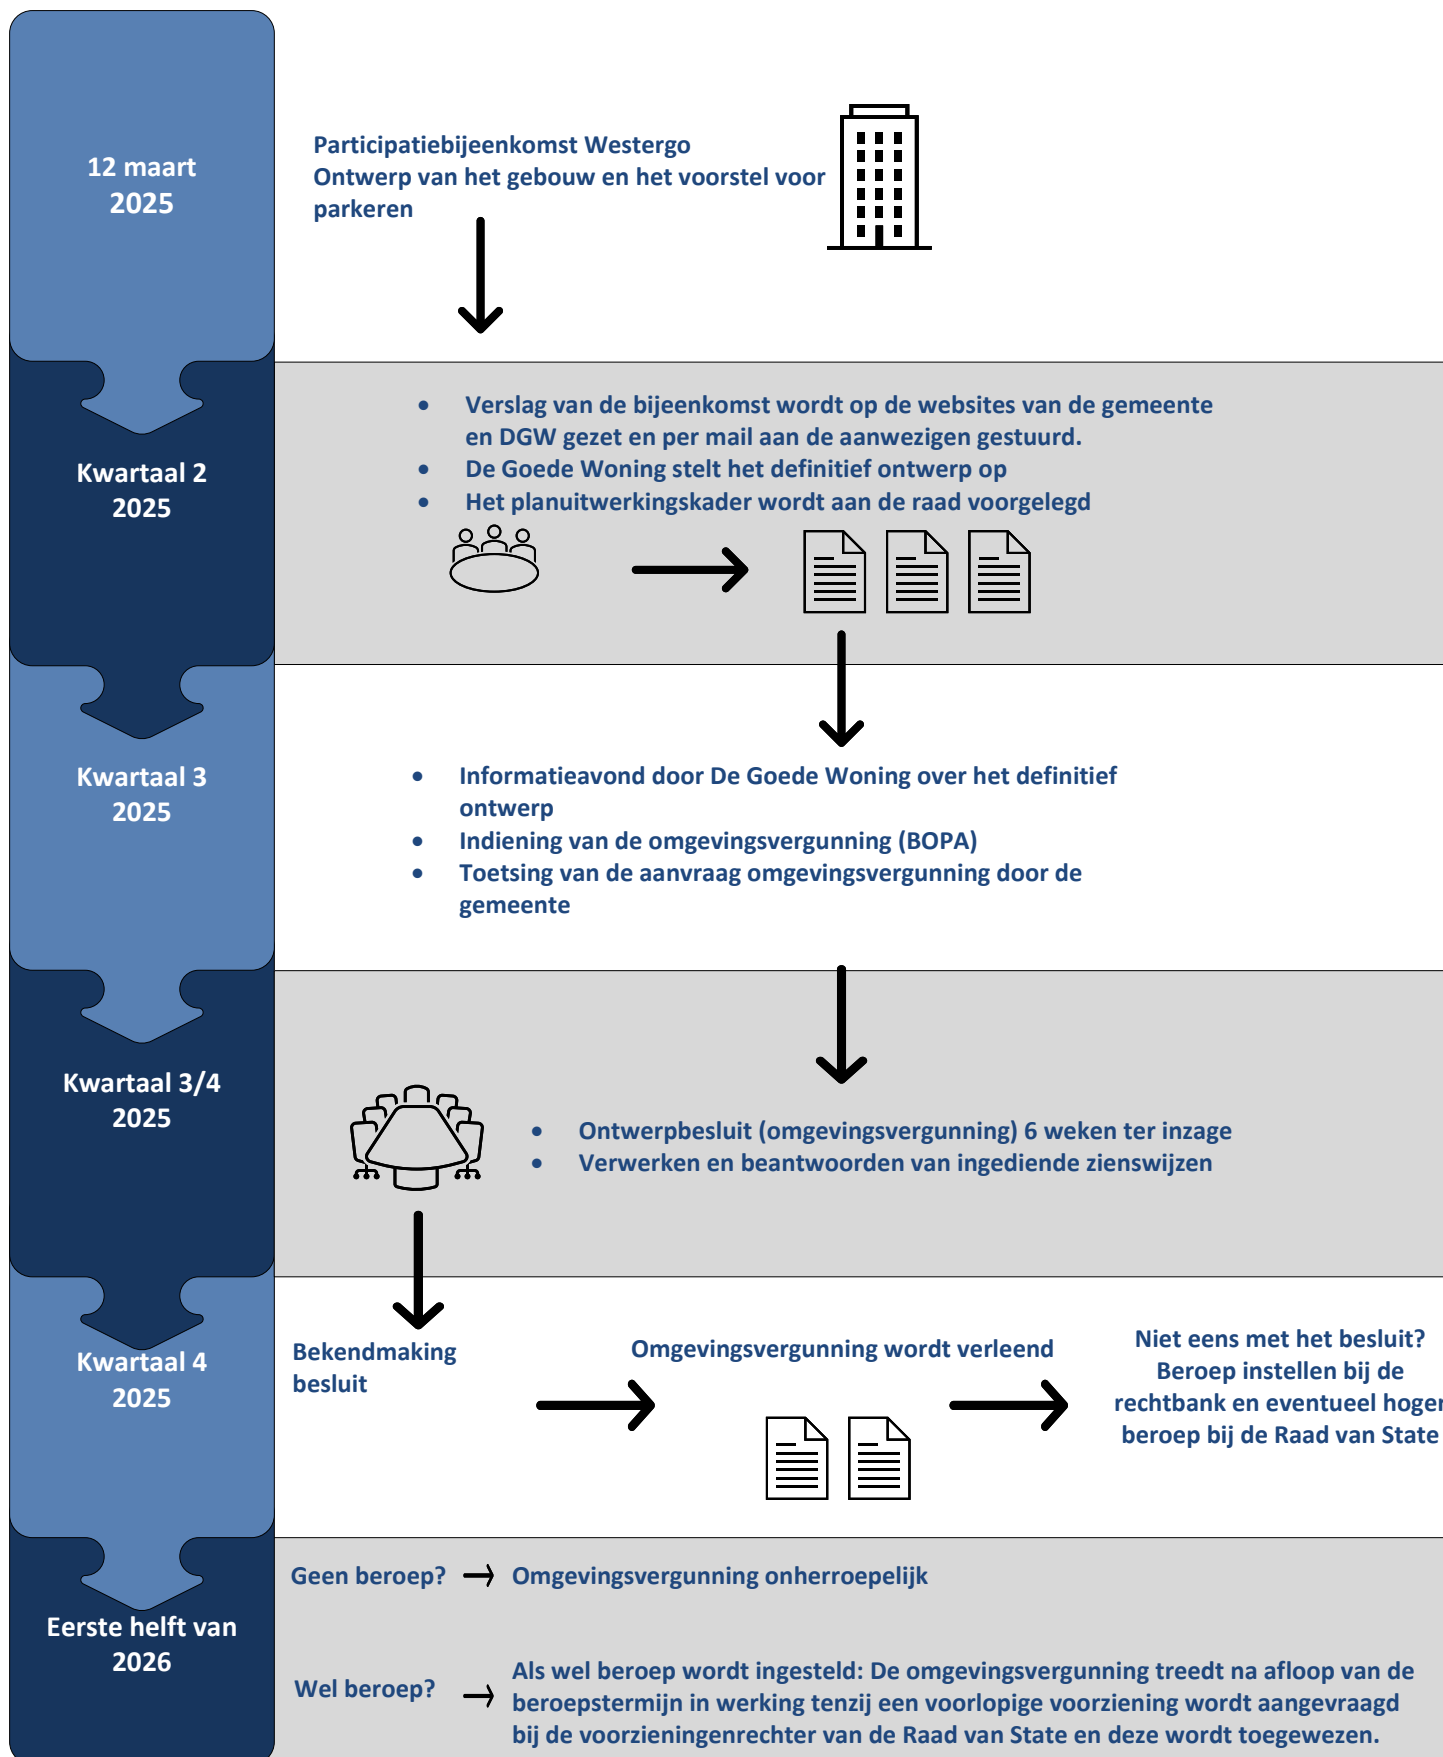 12 maart
2025
Participatiebijeenkomst Westergo
Ontwerp van het gebouw en het voorstel voor
parkeren
Kwartaal 2
2025
• Verslag van de bijeenkomst wordt op de websites van de gemeente
en DGW gezet en per mail aan de aanwezigen gestuurd.
• De Goede Woning stelt het definitief ontwerp op
• Het planuitwerkingskader wordt aan de raad voorgelegd
Kwartaal 3
2025
• Informatieavond door De Goede Woning over het definitief
ontwerp
• Indiening van de omgevingsvergunning (BOPA)
• Toetsing van de aanvraag omgevingsvergunning door de
gemeente
Kwartaal 3/4
2025
• Ontwerpbesluit (omgevingsvergunning) 6 weken ter inzage
• Verwerken en beantwoorden van ingediende zienswijzen
Kwartaal 4
2025
Bekendmaking
besluit
Omgevingsvergunning wordt verleend
Niet eens met het besluit?
Beroep instellen bij de
rechtbank en eventueel hoger
beroep bij de Raad van State
Eerste helft van
2026
Geen beroep? → Omgevingsvergunning onherroepelijk
Wel beroep? →
Als wel beroep wordt ingesteld: De omgevingsvergunning treedt na afloop van de
beroepstermijn in werking tenzij een voorlopige voorziening wordt aangevraagd
bij de voorzieningenrechter van de Raad van State en deze wordt toegewezen.